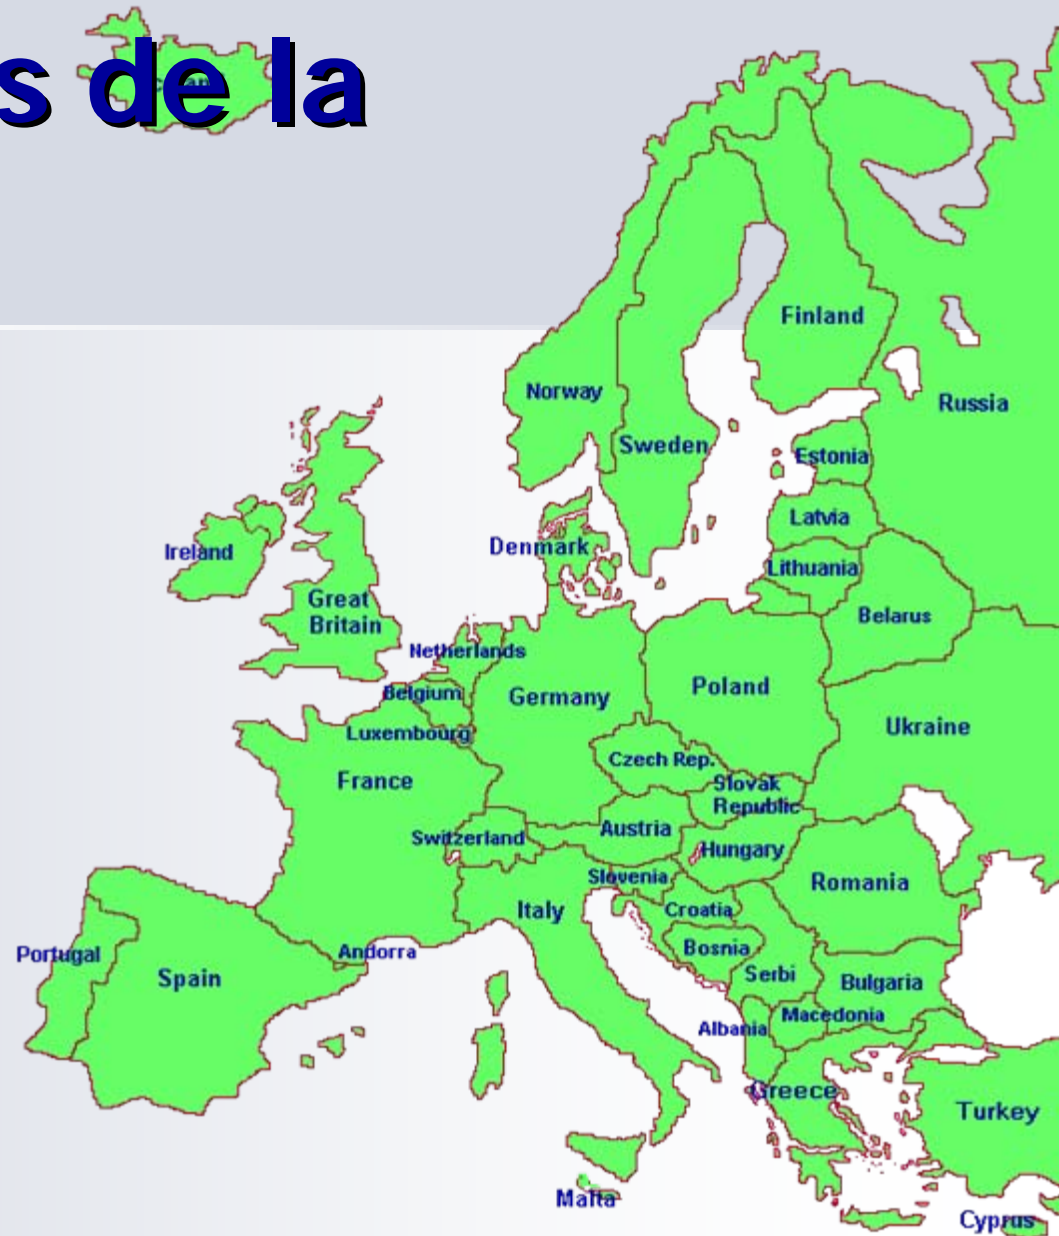 s de la
Finland
Norway
Russia
Sweden
Estonia
Latvia
Denmark
Ireland
Lithuania
Great
Britain
Belarus
Netherlands
Belgium
Germany
Poland
Luxembourg
Ukraine
Czech Rep.
France
Slovak
Republic
Switzerland
Austria
Hungary
Slovenia
Romania
Italy
Croatia
Portugal
Andorra
Bosnia
Spain
Serbi
Bulgaria
Macedonia
Albania
Greece
Turkey
Malta
Cyprus